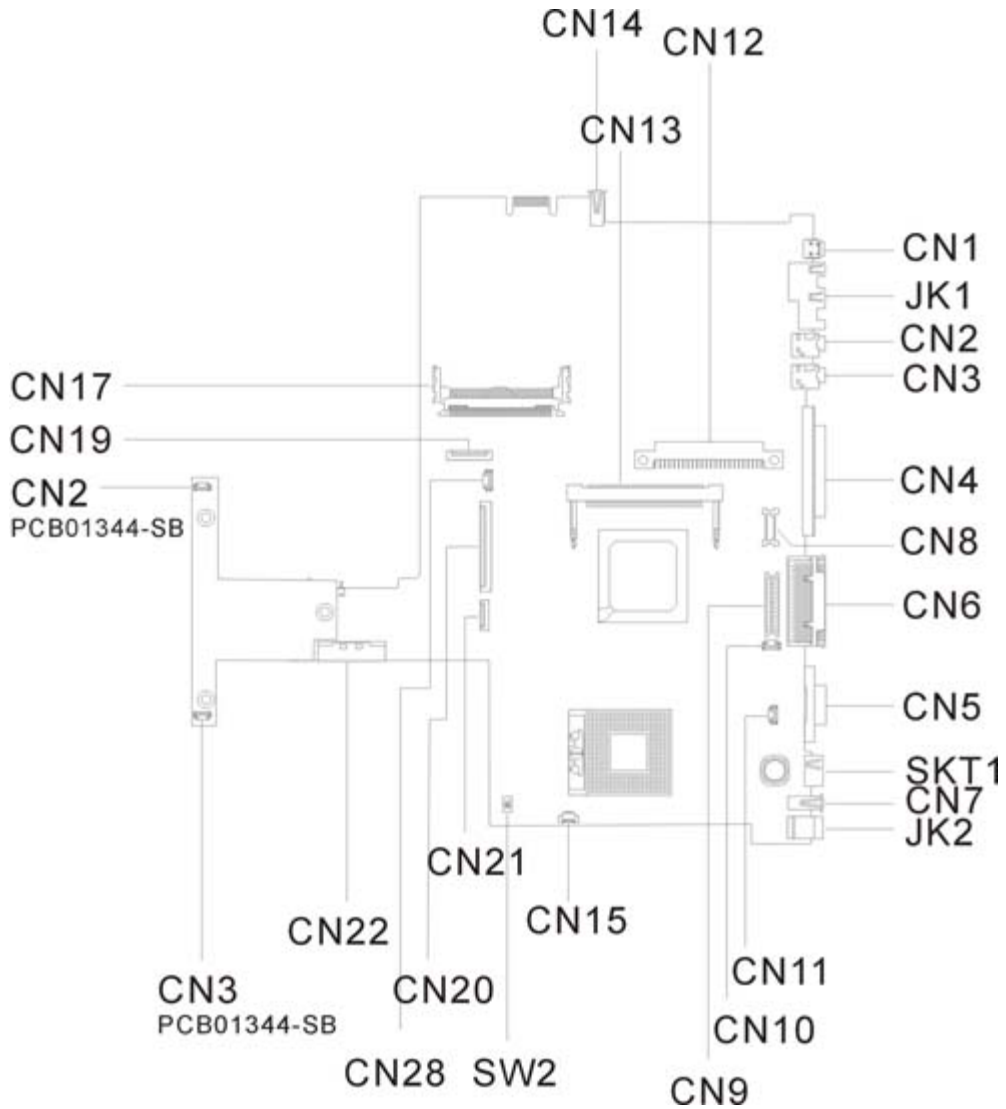 CN14
CN12
CN13
CN1
JK1
CN2
CN3
CN17
CN19
CN2
PCB01344-SB
CN4
CN8
CN6
CN5
SKT1
CN7
JK2
CN21
CN15
CN22
CN11
CN3
PCB01344-SB
CN20
CN10
CN28
SW2
CN9